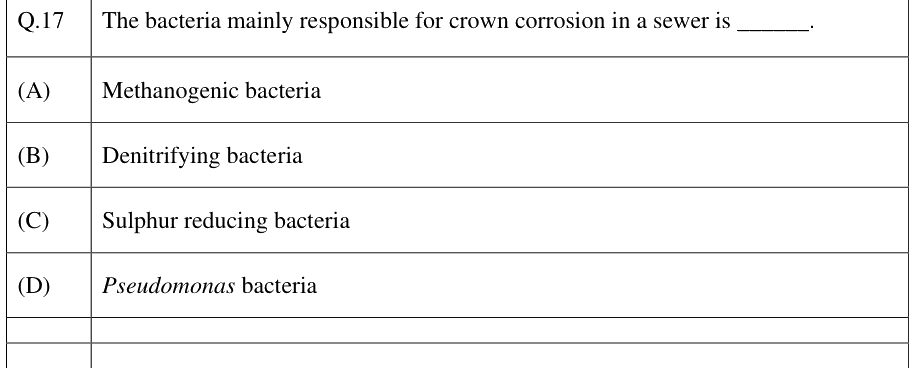 Q.17 The bacteria mainly responsible for crown corrosion in a sewer is ______.
(A) Methanogenic bacteria
(B) Denitrifying bacteria
(C) Sulphur reducing bacteria
(D) Pseudomonas bacteria